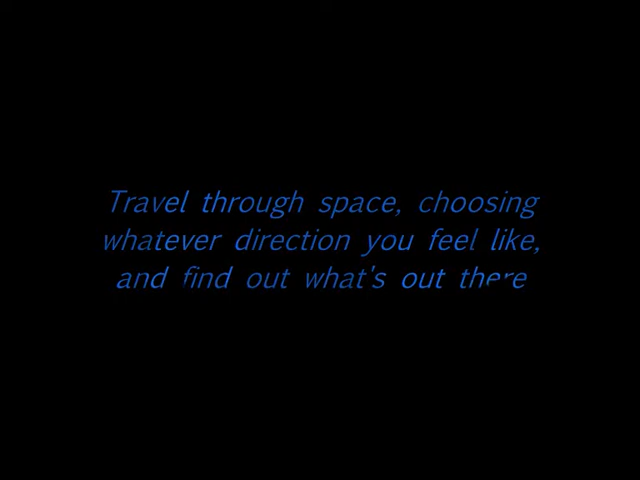 Travel through space, choosing
whatever direction you feel like,
and find out what's out there